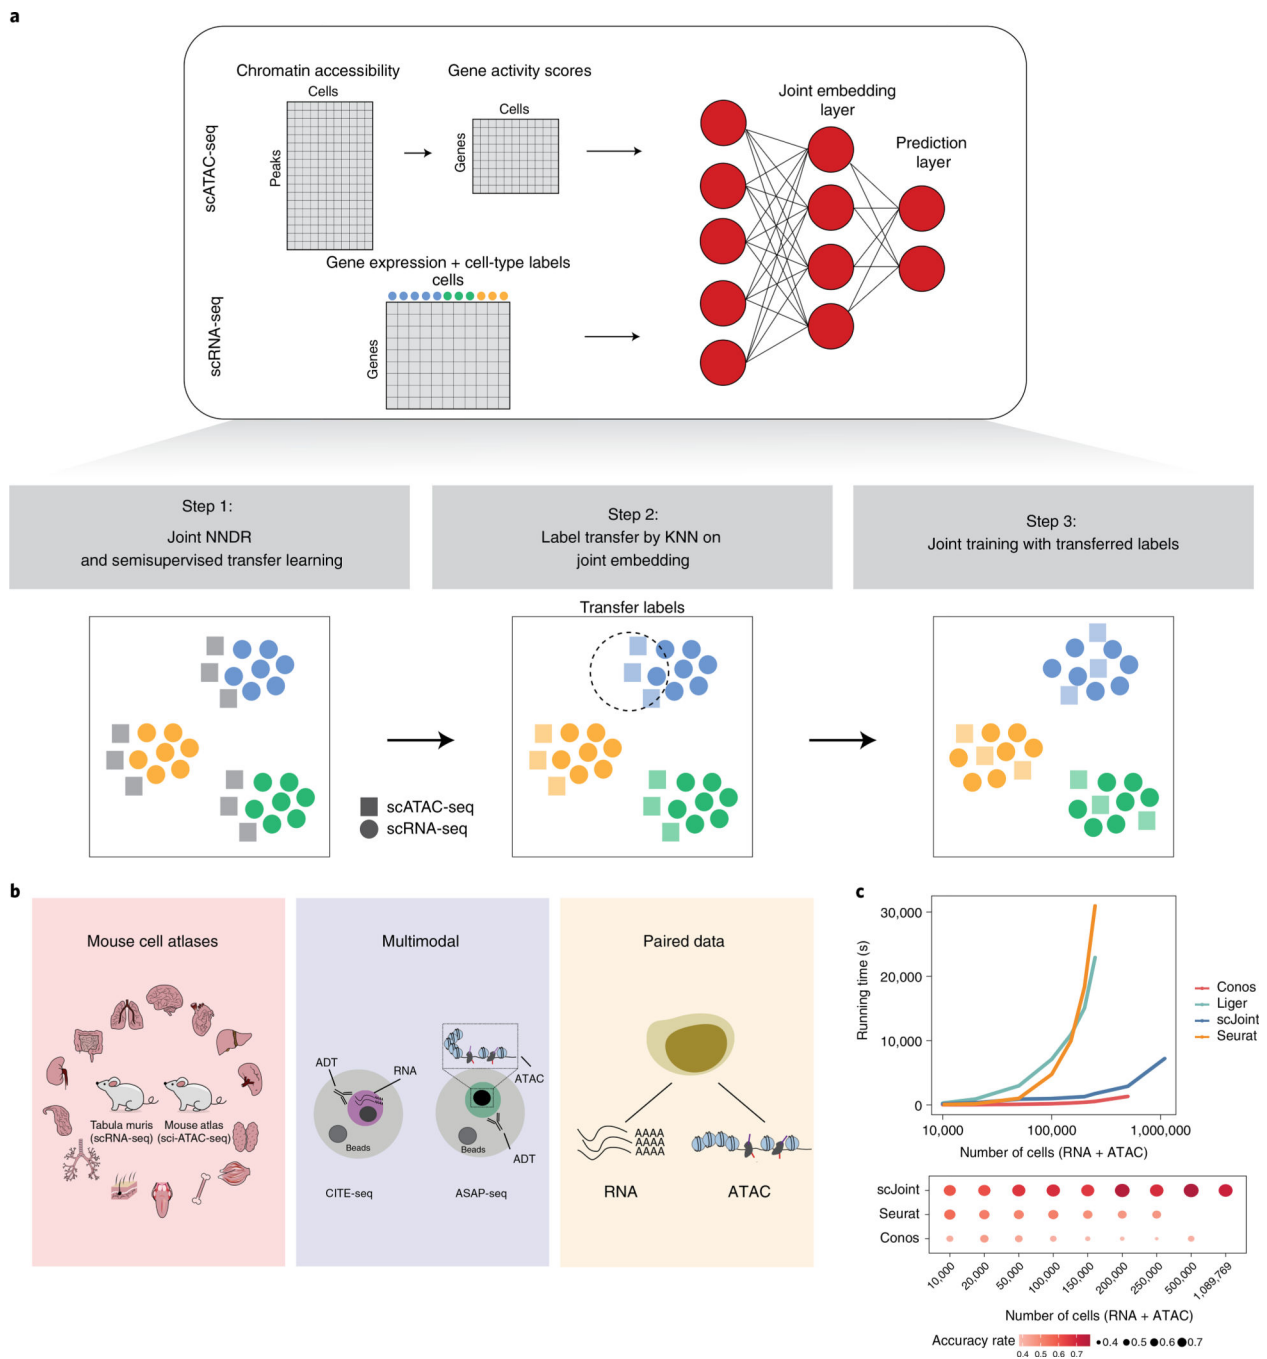 a
Chromatin accessibility
Cells
Peaks
scATAC-seq
Gene activity scores
Cells
Genes
Joint embedding
layer
Prediction
layer
Gene expression + cell-type labels
cells
Genes
scRNA-seq
Step 1:
Joint NNDR
and semisupervised transfer learning
Step 2:
Label transfer by KNN on
joint embedding
Step 3:
Joint training with transferred labels
Transfer labels
scATAC-seq
scRNA-seq
b
Mouse cell atlases
Tabula muris
(scRNA-seq)
Mouse atlas
(sci-ATAC-seq)
Multimodal
ADT
RNA
Beads
CITE-seq
ATAC
Beads
ADT
ASAP-seq
Paired data
AAAA
AAAA
AAAA
RNA
ATAC
c
Running time (s)
30,000
20,000
10,000
0
10,000
100,000
1,000,000
Number of cells (RNA + ATAC)
Conos
Liger
scJoint
Seurat
scJoint
Seurat
Conos
10,000
20,000
50,000
100,000
150,000
200,000
250,000
500,000
1,089,769
Number of cells (RNA + ATAC)
Accuracy rate
0.4 0.5 0.6 0.7
0.4 0.5 0.6 0.7